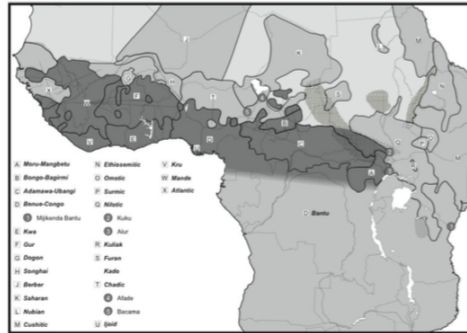 A Moru-Mangbetu
B Bongo-Bagirmi
C Adamawa-Ubangi
D Benue-Congo
1 Mijikenda Bantu
E Kwa
F Gur
G Dogon
H Songhai
J Berber
K Saharan
L Nubian
M Cushitic
N Ethiosemitic
O Omotic
P Surmic
Q Nilotic
2 Kuku
3 Alur
R Kuliak
S Furan
Kado
T Chadic
4 Allade
5 Bacama
U Ijoid
V Kru
W Mande
X Atlantic
J
K
M
X
H
T
S
N
W
F
B
V
E
D
C
A
D Bantu